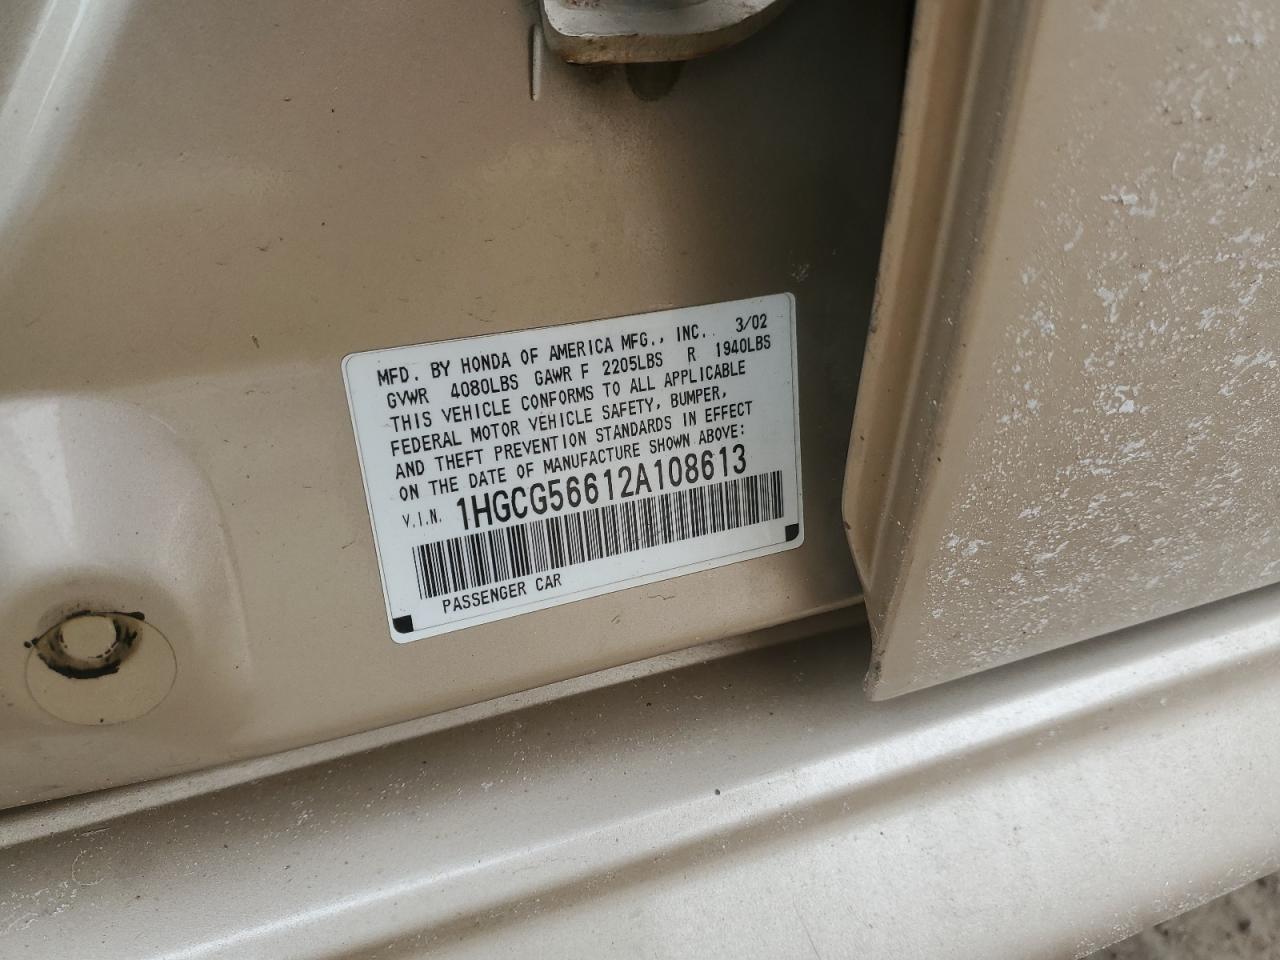 MFD. BY HONDA OF AMERICA MFG., INC. 3/02
GVWR 4080LBS GAWR F 2205LBS R 1940LBS
THIS VEHICLE CONFORMS TO ALL APPLICABLE
FEDERAL MOTOR VEHICLE SAFETY, BUMPER,
AND THEFT PREVENTION STANDARDS IN EFFECT
ON THE DATE OF MANUFACTURE SHOWN ABOVE:
V.I.N. 1HGCG56612A108613
PASSENGER CAR